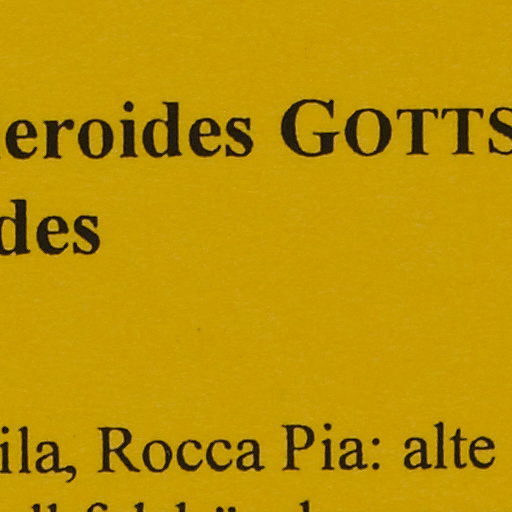 eroides GOTTS
des
ila, Rocca Pia: alte